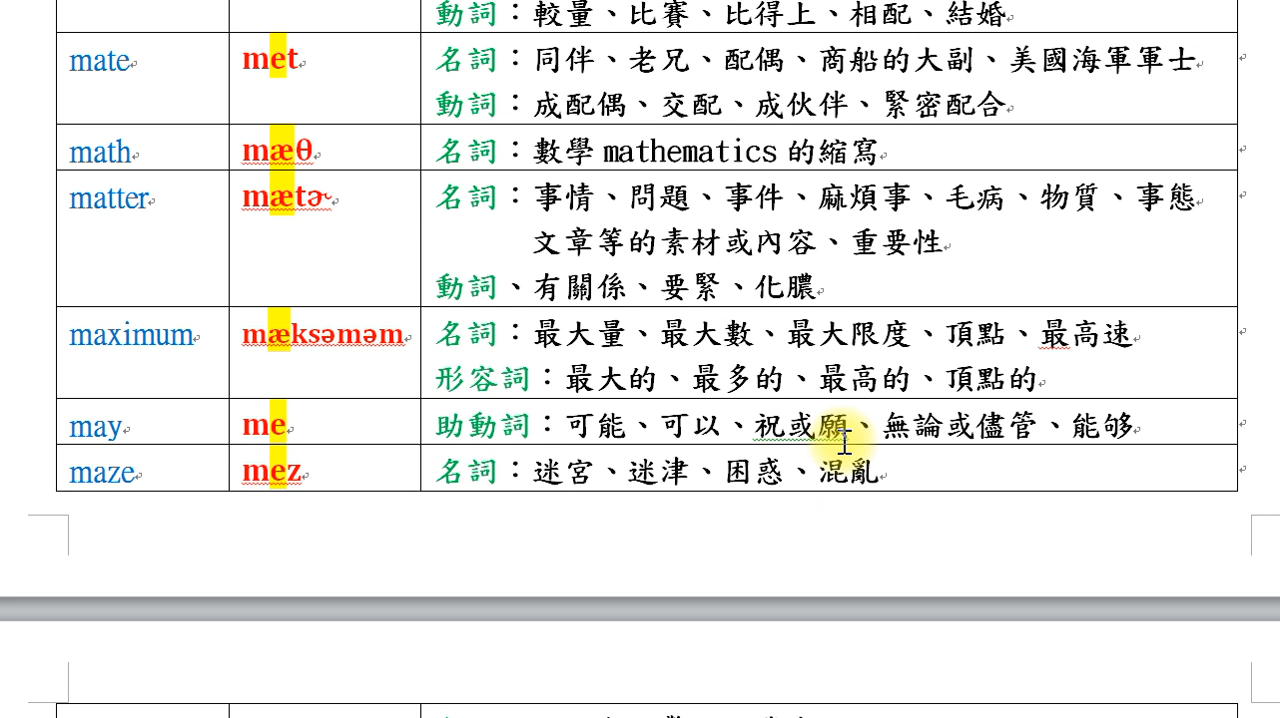 動詞：較量、比賽、比得上、相配、結婚
mate met 名詞：同伴、老兄、配偶、商船的大副、美國海軍軍士
動詞：成配偶、交配、成伙伴、緊密配合
math mæθ 名詞：數學 mathematics 的縮寫
matter mætɚ 名詞：事情、問題、事件、麻煩事、毛病、物質、事態
文章等的素材或內容、重要性
動詞、有關係、要緊、化膿
maximum mæksəməm 名詞：最大量、最大數、最大限度、頂點、最高速
形容詞：最大的、最多的、最高的、頂點的
may me 助動詞：可能、可以、祝或願、無論或儘管、能够
maze mez 名詞：迷宮、迷津、困惑、混亂